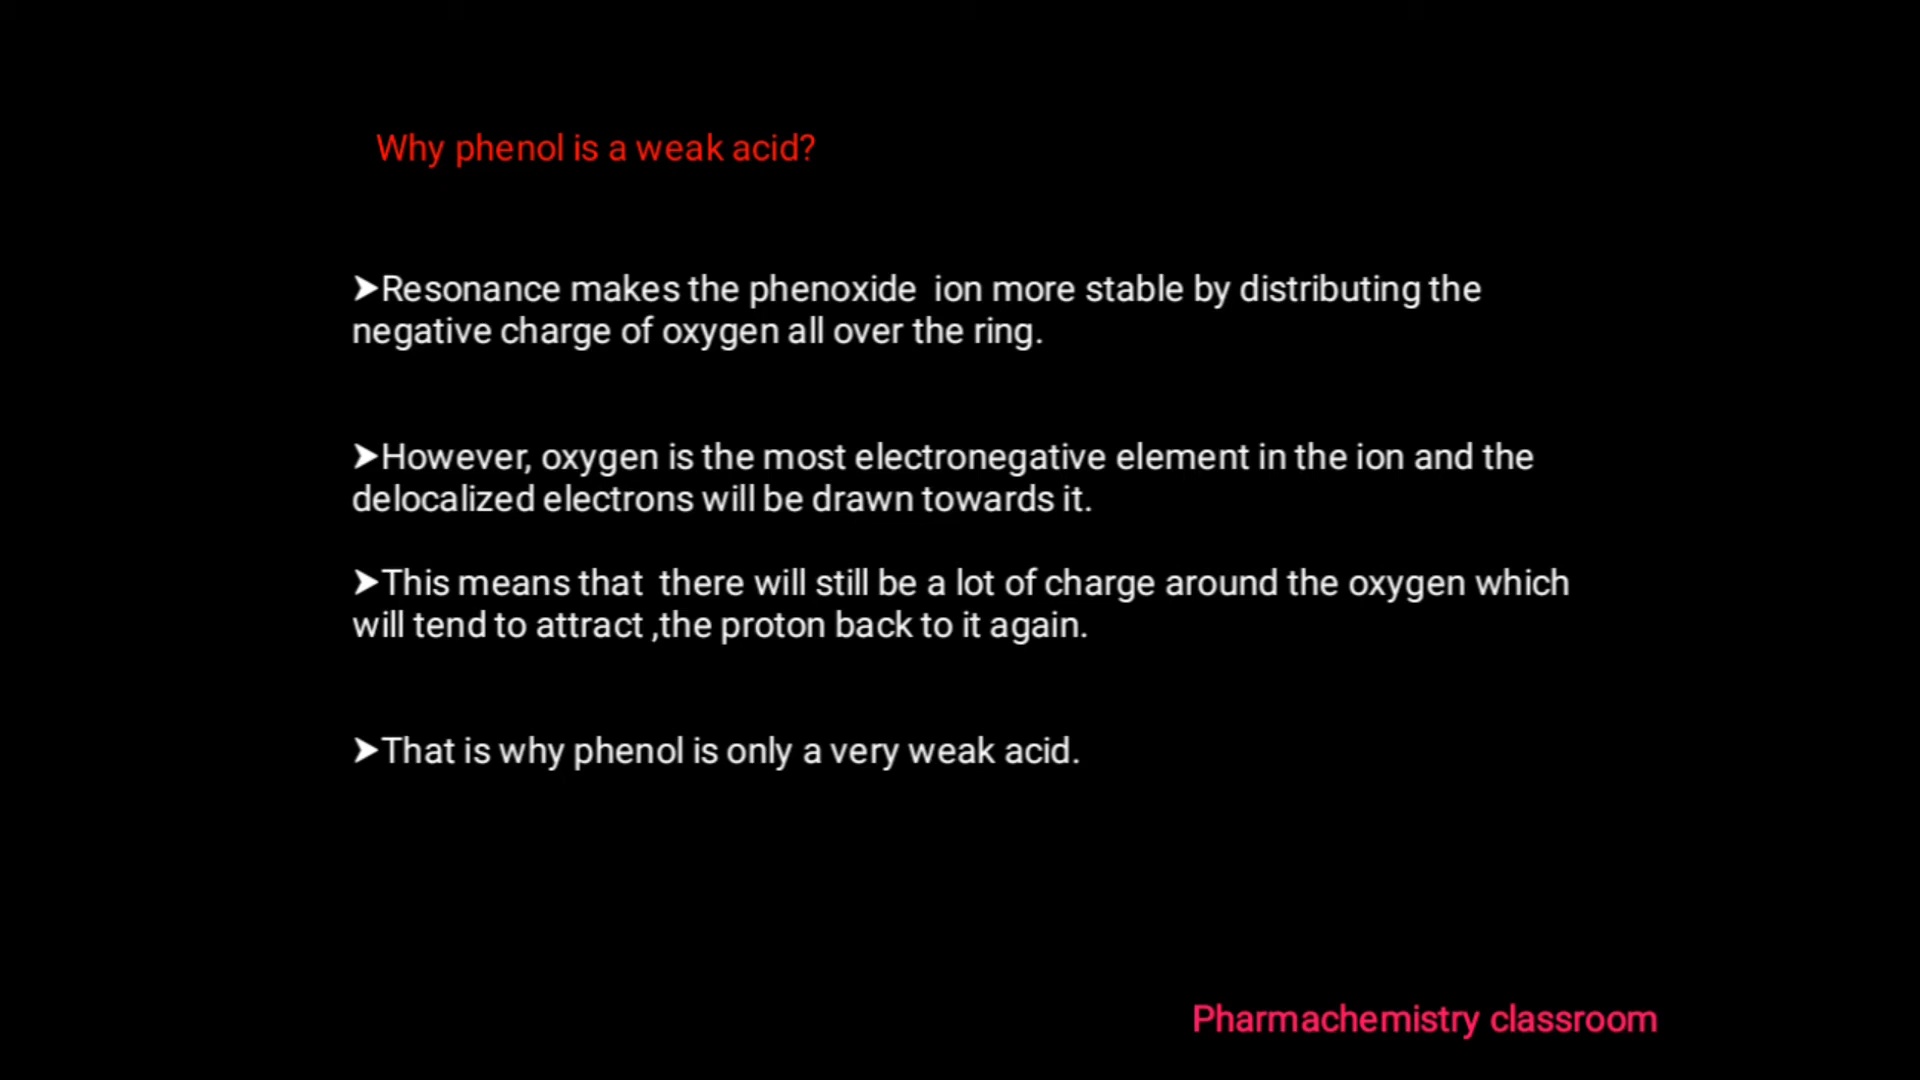 Why phenol is a weak acid?
➤Resonance makes the phenoxide  ion more stable by distributing the
negative charge of oxygen all over the ring.
➤However, oxygen is the most electronegative element in the ion and the
delocalized electrons will be drawn towards it.
➤This means that  there will still be a lot of charge around the oxygen which
will tend to attract ,the proton back to it again.
➤That is why phenol is only a very weak acid.
Pharmachemistry classroom